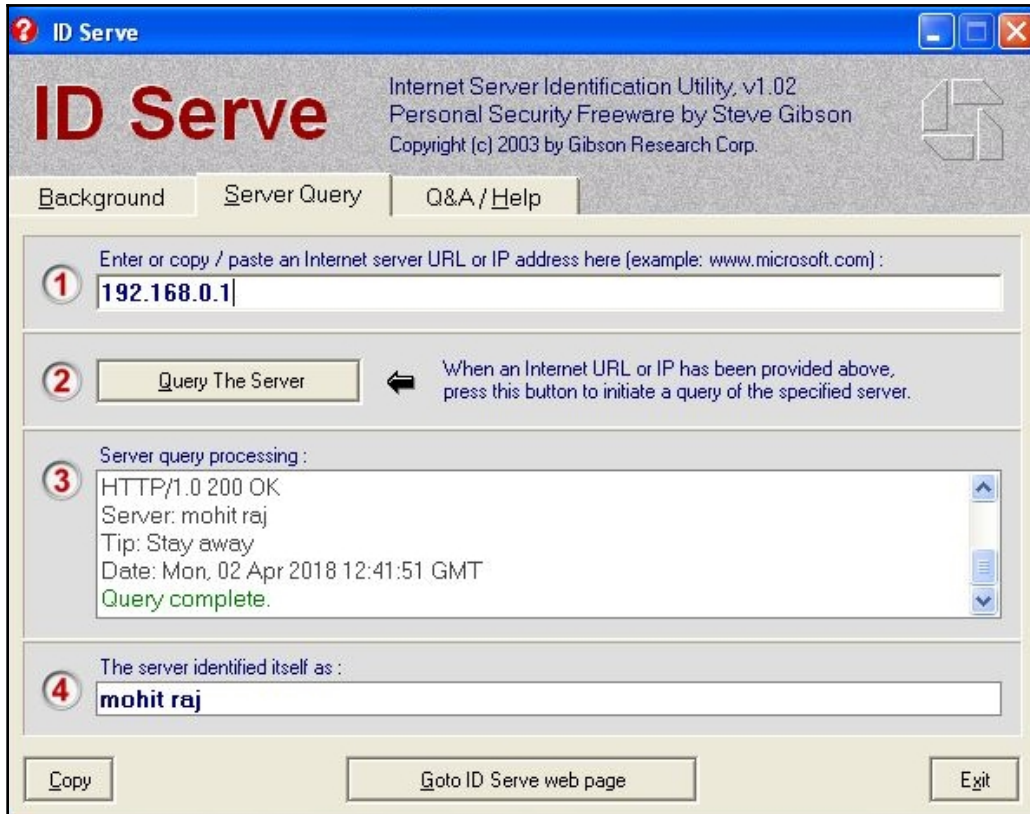 ID Serve
ID Serve
Internet Server Identification Utility, v1.02
Personal Security Freeware by Steve Gibson
Copyright (c) 2003 by Gibson Research Corp.
Background
Server Query
Q&A / Help
1
Enter or copy / paste an Internet server URL or IP address here (example: www.microsoft.com) :
192.168.0.1
2
Query The Server
When an Internet URL or IP has been provided above,
press this button to initiate a query of the specified server.
3
Server query processing :
HTTP/1.0 200 OK
Server: mohit raj
Tip: Stay away
Date: Mon, 02 Apr 2018 12:41:51 GMT
Query complete.
4
The server identified itself as :
mohit raj
Copy
Goto ID Serve web page
Exit